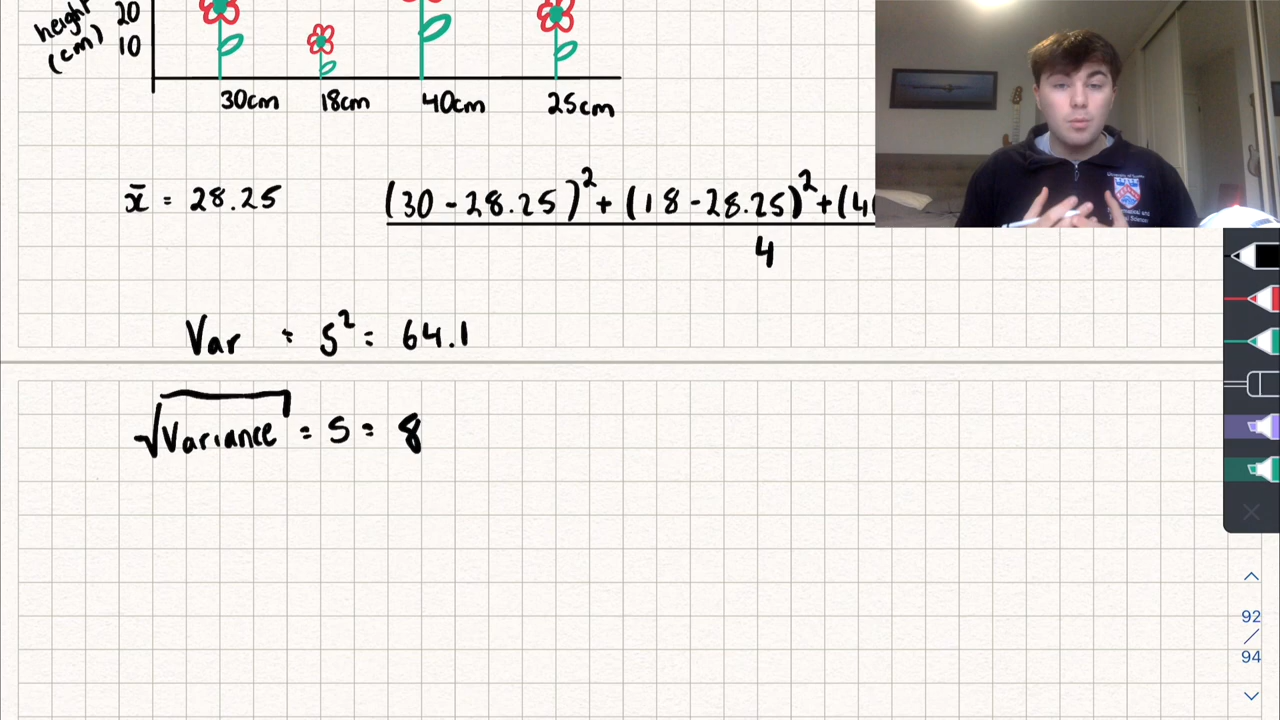 height
(cm)
20
10
30cm 18cm 40cm 25cm
x̄ = 28.25
(30 - 28.25)² + (18 - 28.25)² + (4
4
Var = S² = 64.1
√Variance = S = 8
92
/
94